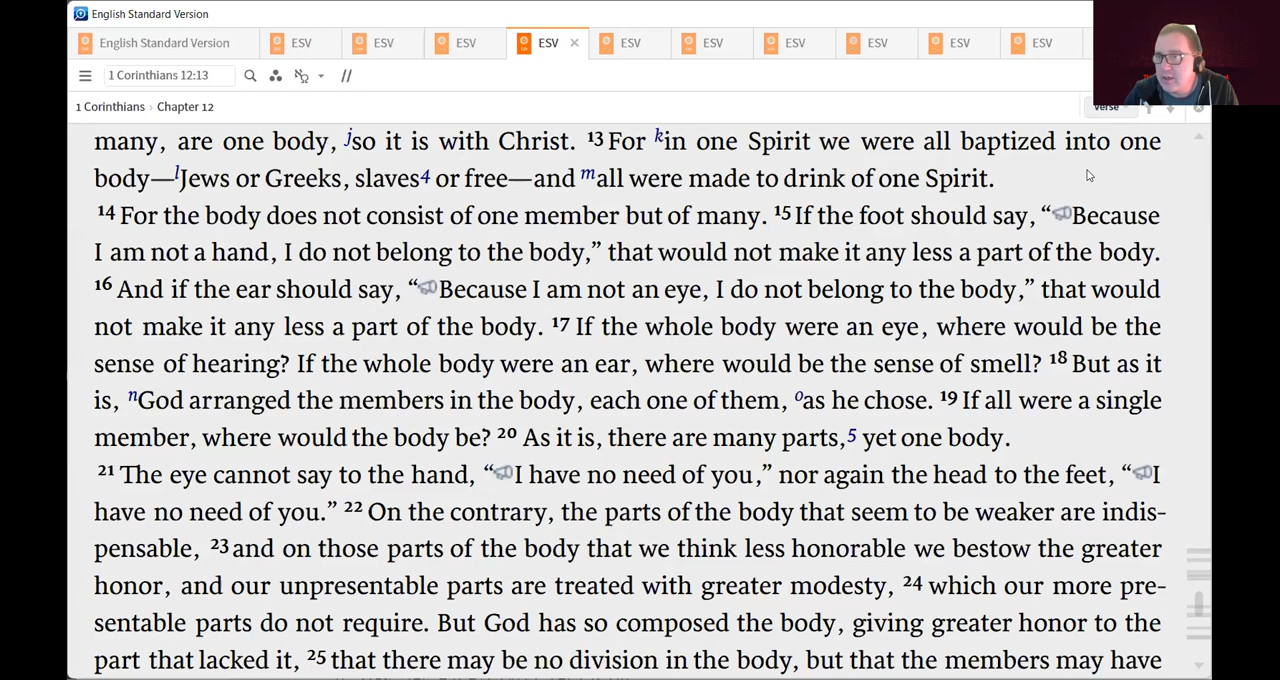 English Standard Version
English Standard Version ESV ESV ESV ESV ESV ESV ESV ESV ESV ESV
1 Corinthians 12:13
1 Corinthians › Chapter 12
Verse
many, are one body, j so it is with Christ. 13 For k in one Spirit we were all baptized into one
body—l Jews or Greeks, slaves4 or free—and m all were made to drink of one Spirit.
14 For the body does not consist of one member but of many. 15 If the foot should say, “Because
I am not a hand, I do not belong to the body,” that would not make it any less a part of the body.
16 And if the ear should say, “Because I am not an eye, I do not belong to the body,” that would
not make it any less a part of the body. 17 If the whole body were an eye, where would be the
sense of hearing? If the whole body were an ear, where would be the sense of smell? 18 But as it
is, n God arranged the members in the body, each one of them, o as he chose. 19 If all were a single
member, where would the body be? 20 As it is, there are many parts,5 yet one body.
21 The eye cannot say to the hand, “I have no need of you,” nor again the head to the feet, “I
have no need of you.” 22 On the contrary, the parts of the body that seem to be weaker are indis-
pensable, 23 and on those parts of the body that we think less honorable we bestow the greater
honor, and our unpresentable parts are treated with greater modesty, 24 which our more pre-
sentable parts do not require. But God has so composed the body, giving greater honor to the
part that lacked it, 25 that there may be no division in the body, but that the members may have